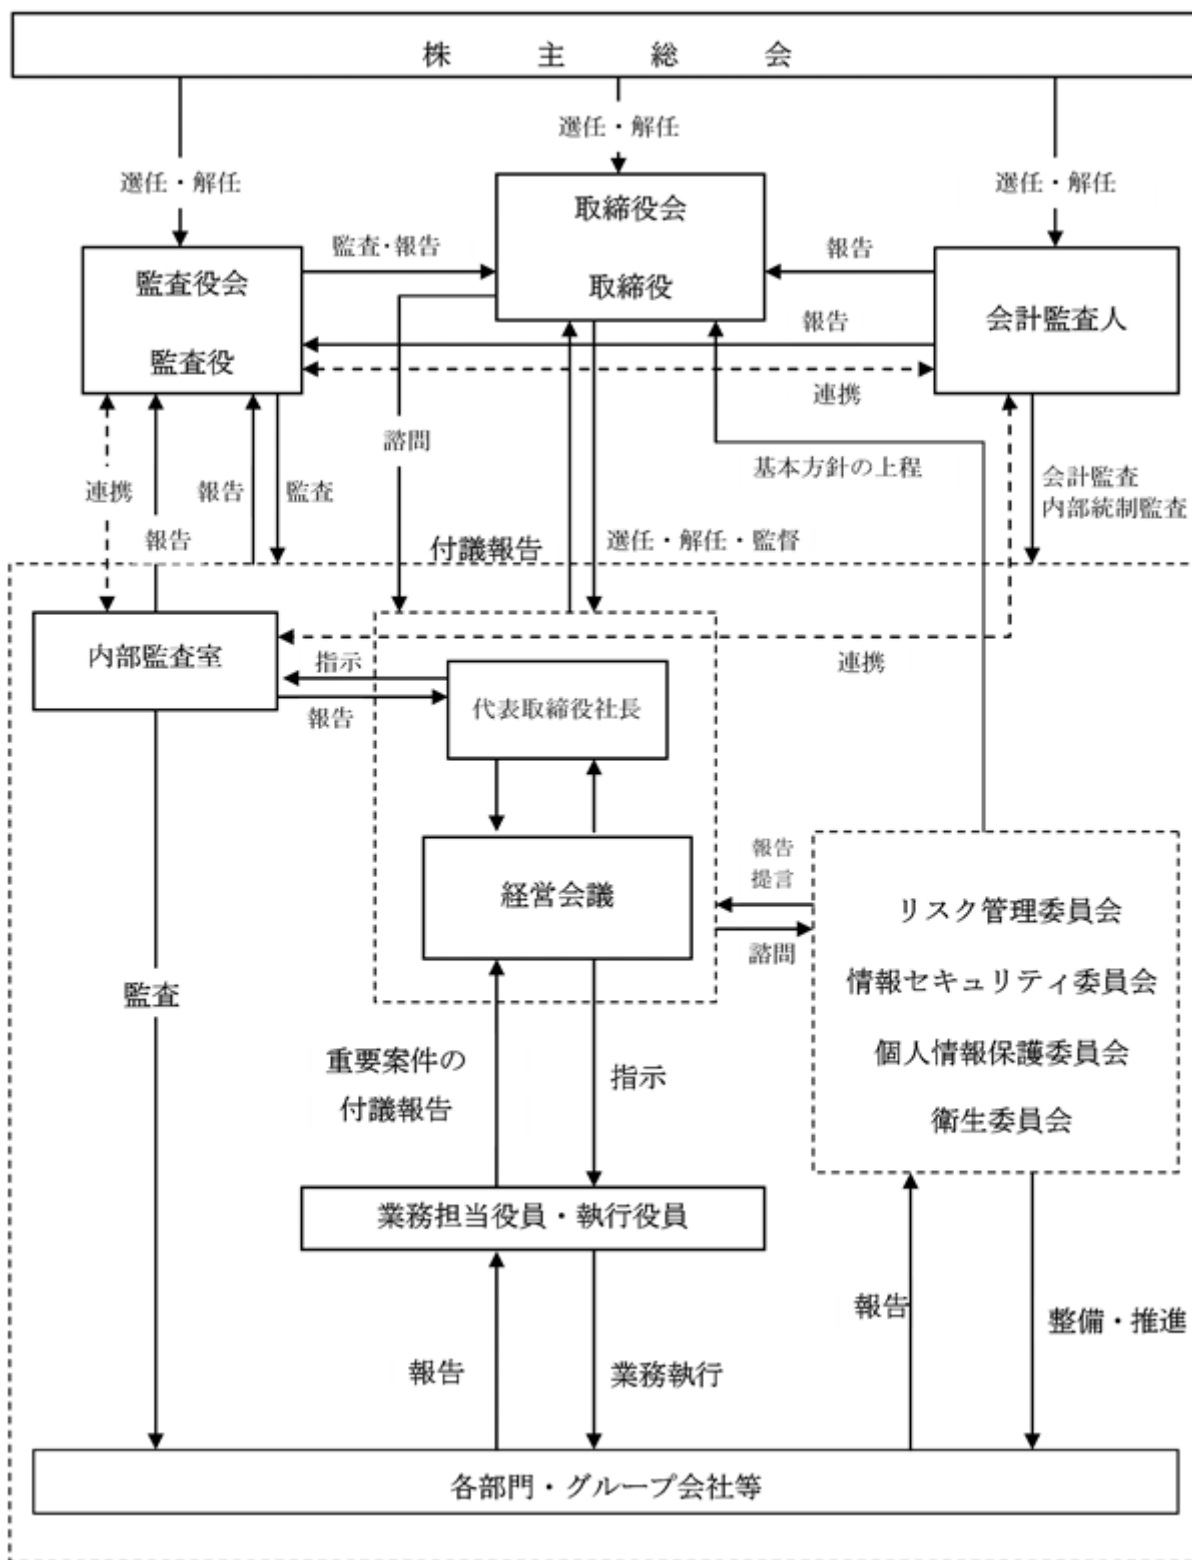 株主総会
選任・解任
選任・解任
選任・解任
取締役会
取締役
監査・報告
報告
監査役会
監査役
会計監査人
報告
連携
諮問
基本方針の上程
会計監査
内部統制監査
連携
報告
監査
報告
付議報告
選任・解任・監督
内部監査室
指示
報告
連携
代表取締役社長
経営会議
報告
提言
諮問
リスク管理委員会
情報セキュリティ委員会
個人情報保護委員会
衛生委員会
監査
重要案件の
付議報告
指示
業務担当役員・執行役員
報告
整備・推進
報告
業務執行
各部門・グループ会社等